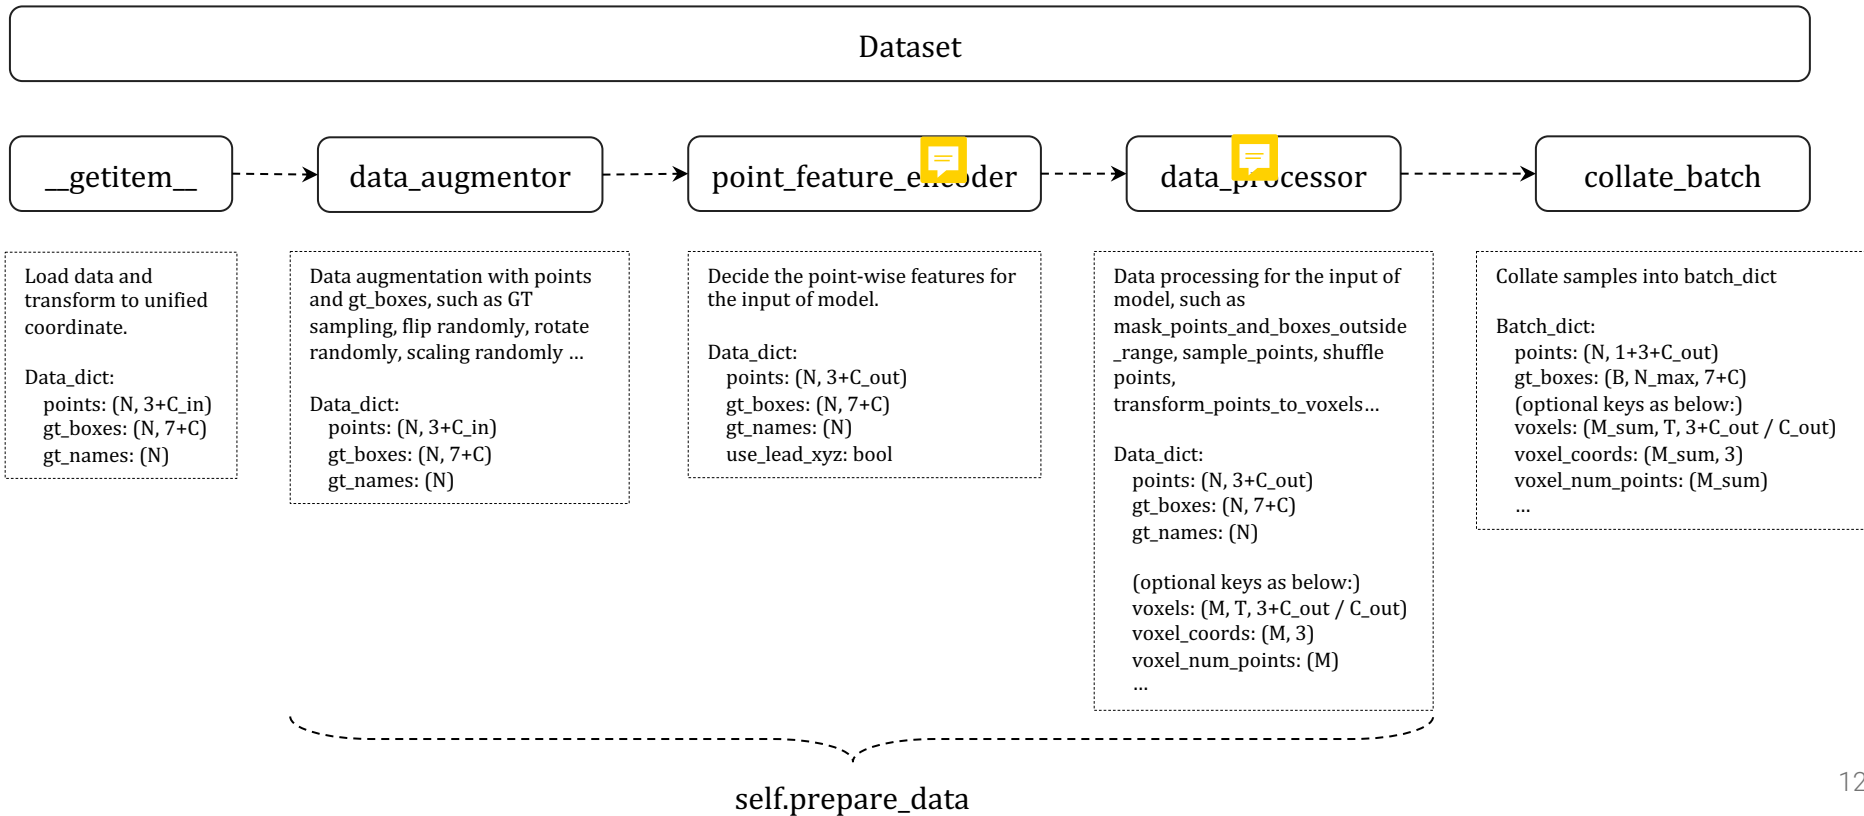 Dataset
__getitem__
data_augmentor
point_feature_encoder
data_processor
collate_batch
Load data and
transform to unified
coordinate.
Data_dict:
points: (N, 3+C_in)
gt_boxes: (N, 7+C)
gt_names: (N)
Data augmentation with points
and gt_boxes, such as GT
sampling, flip randomly, rotate
randomly, scaling randomly …
Data_dict:
points: (N, 3+C_in)
gt_boxes: (N, 7+C)
gt_names: (N)
Decide the point-wise features for
the input of model.
Data_dict:
points: (N, 3+C_out)
gt_boxes: (N, 7+C)
gt_names: (N)
use_lead_xyz: bool
Data processing for the input of
model, such as
mask_points_and_boxes_outside
_range, sample_points, shuffle
points,
transform_points_to_voxels…
Data_dict:
points: (N, 3+C_out)
gt_boxes: (N, 7+C)
gt_names: (N)
(optional keys as below:)
voxels: (M, T, 3+C_out / C_out)
voxel_coords: (M, 3)
voxel_num_points: (M)
…
Collate samples into batch_dict
Batch_dict:
points: (N, 1+3+C_out)
gt_boxes: (B, N_max, 7+C)
(optional keys as below:)
voxels: (M_sum, T, 3+C_out / C_out)
voxel_coords: (M_sum, 3)
voxel_num_points: (M_sum)
…
self.prepare_data
12